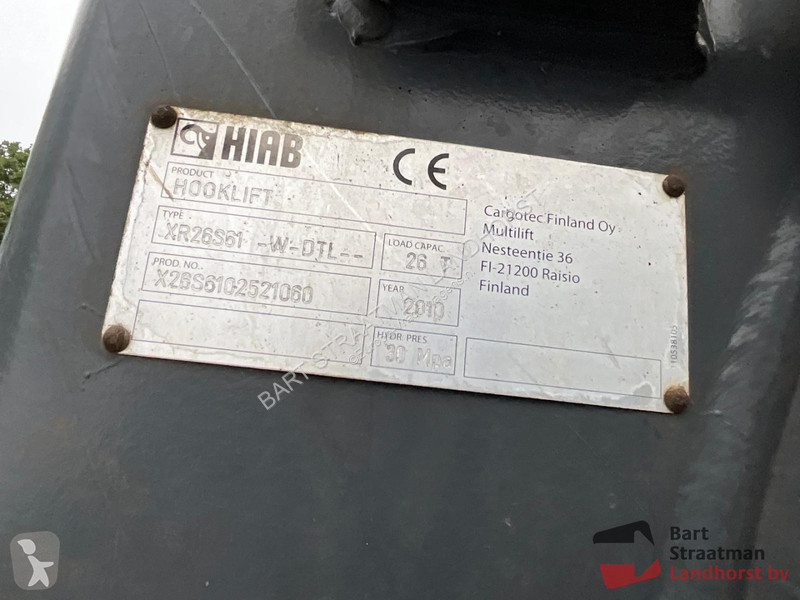 HIAB
CE
PRODUCT
HOOKLIFT
TYPE
XR26S61 -W-DTL--
LOAD CAPAC.
26 T
PROD. NO.
X26S6102521060
YEAR
2010
HYDR PRES
30 Mpa
Cargotec Finland Oy
Multilift
Nesteentie 36
FI-21200 Raisio
Finland
Bart
Straatman
Landhorst bv